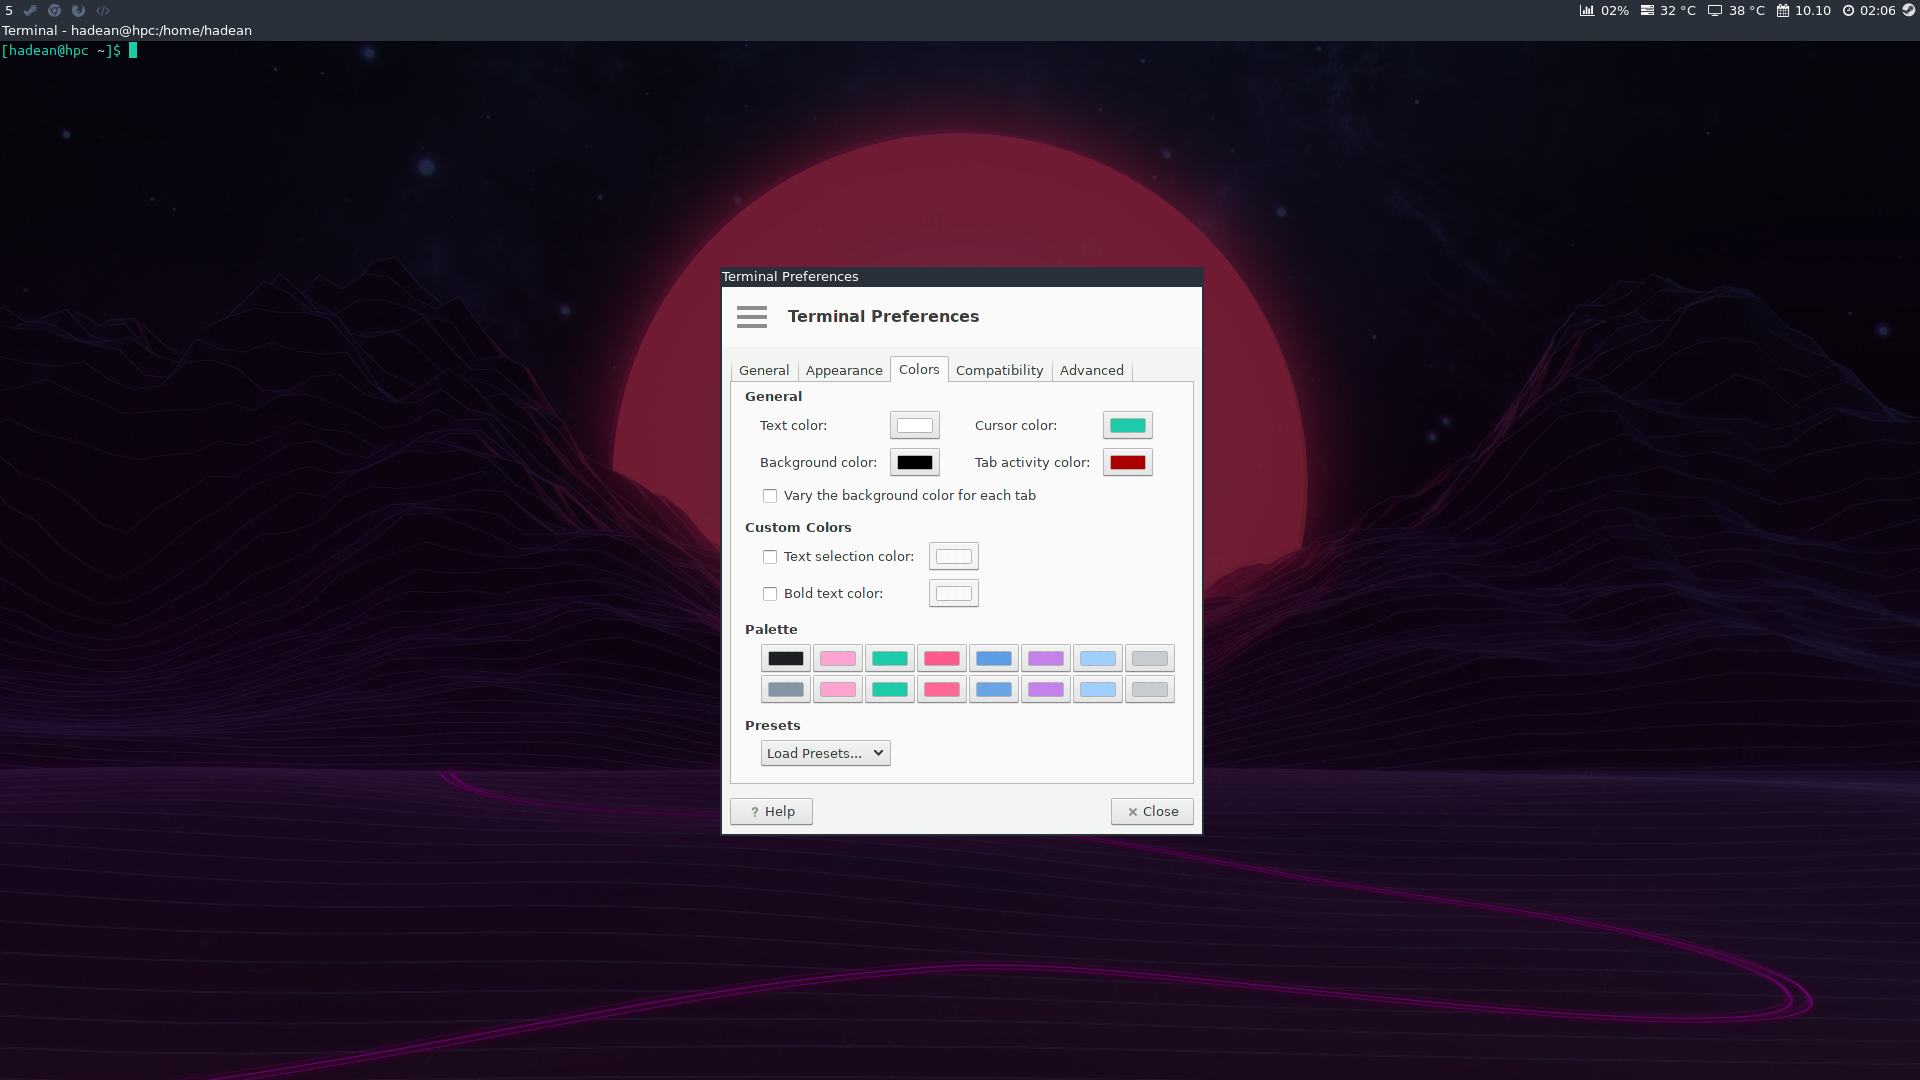 5 02% 32 °C 38 °C 10.10 02:06
Terminal - hadean@hpc:/home/hadean
[hadean@hpc ~]$
Terminal Preferences
Terminal Preferences
General Appearance Colors Compatibility Advanced
General
Text color: Cursor color:
Background color: Tab activity color:
Vary the background color for each tab
Custom Colors
Text selection color:
Bold text color:
Palette
Presets
Load Presets...
? Help × Close